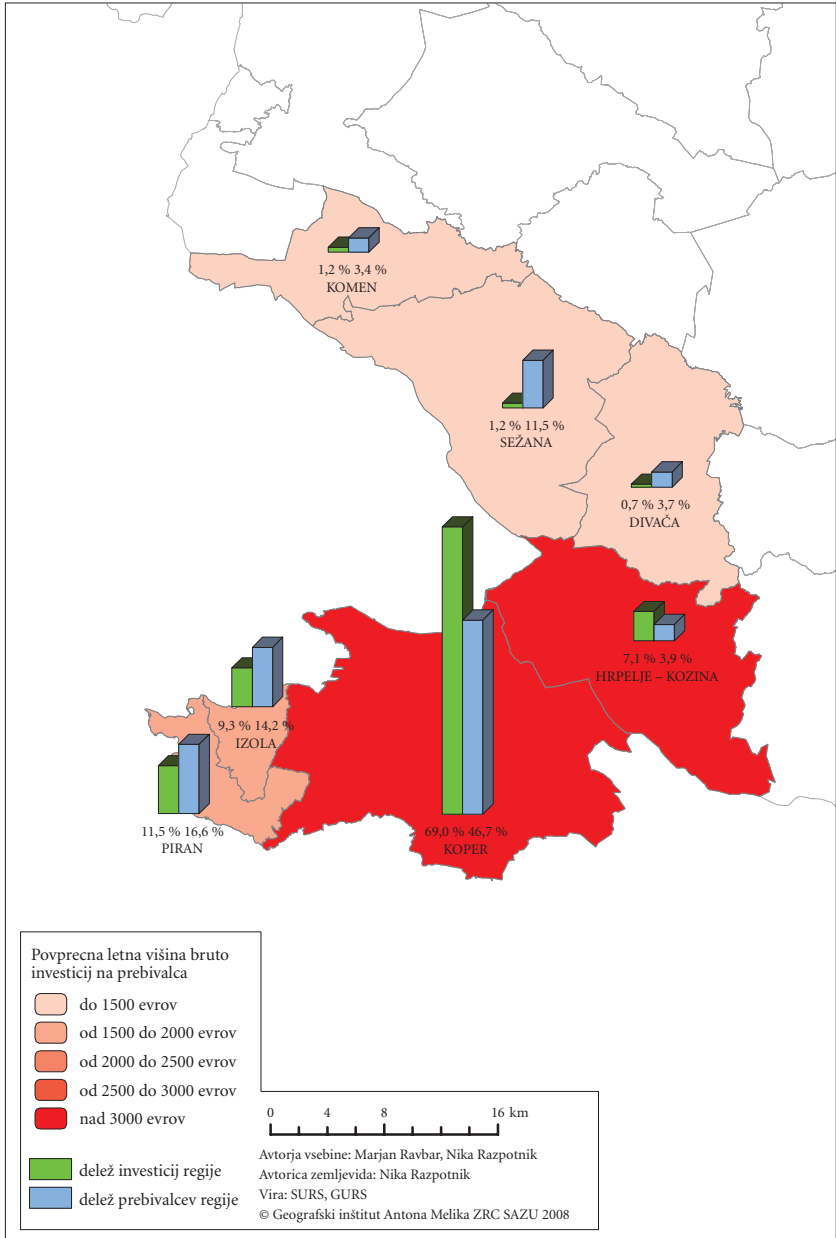 1,2 % 3,4 %
KOMEN
1,2 % 11,5 %
SEŽANA
0,7 % 3,7 %
DIVAČA
7,1 % 3,9 %
HRPELJE – KOZINA
9,3 % 14,2 %
IZOLA
11,5 % 16,6 %
PIRAN
69,0 % 46,7 %
KOPER
Povprecna letna višina bruto
investicij na prebivalca
do 1500 evrov
od 1500 do 2000 evrov
od 2000 do 2500 evrov
od 2500 do 3000 evrov
nad 3000 evrov
delež investicij regije
delež prebivalcev regije
0 4 8 16 km
Avtorja vsebine: Marjan Ravbar, Nika Razpotnik
Avtorica zemljevida: Nika Razpotnik
Vira: SURS, GURS
© Geografski inštitut Antona Melika ZRC SAZU 2008